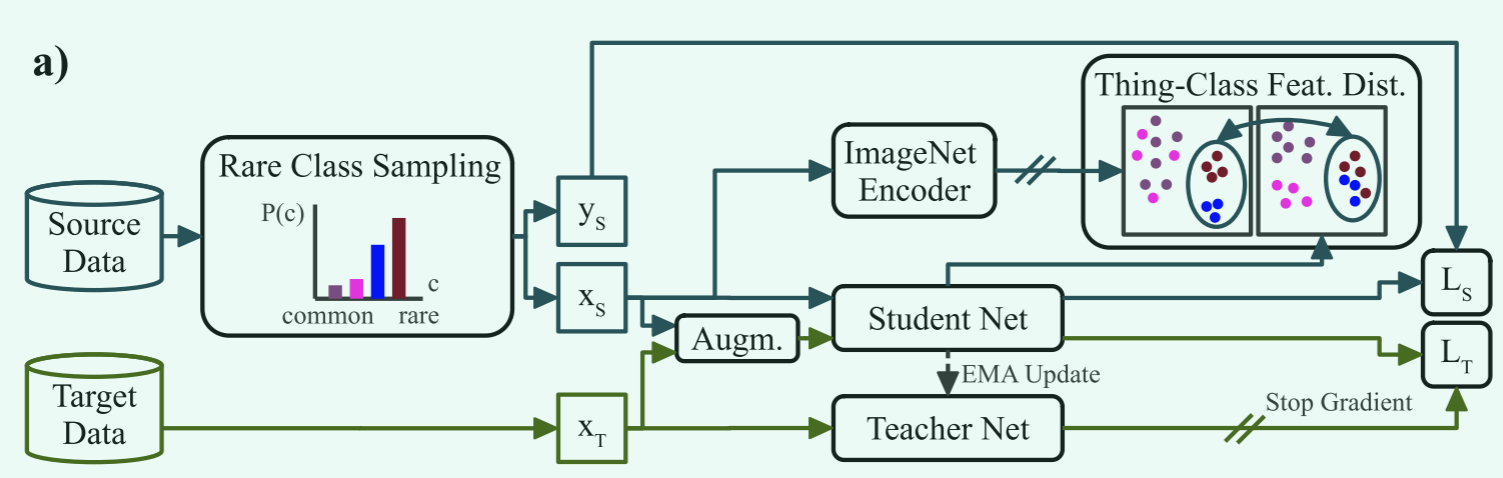 a)
Thing-Class Feat. Dist.
Rare Class Sampling
ImageNet
Encoder
P(c)
y_S
Source
Data
c
common rare
x_S
L_S
Student Net
Augm.
L_T
EMA Update
Target
Data
Stop Gradient
x_T
Teacher Net